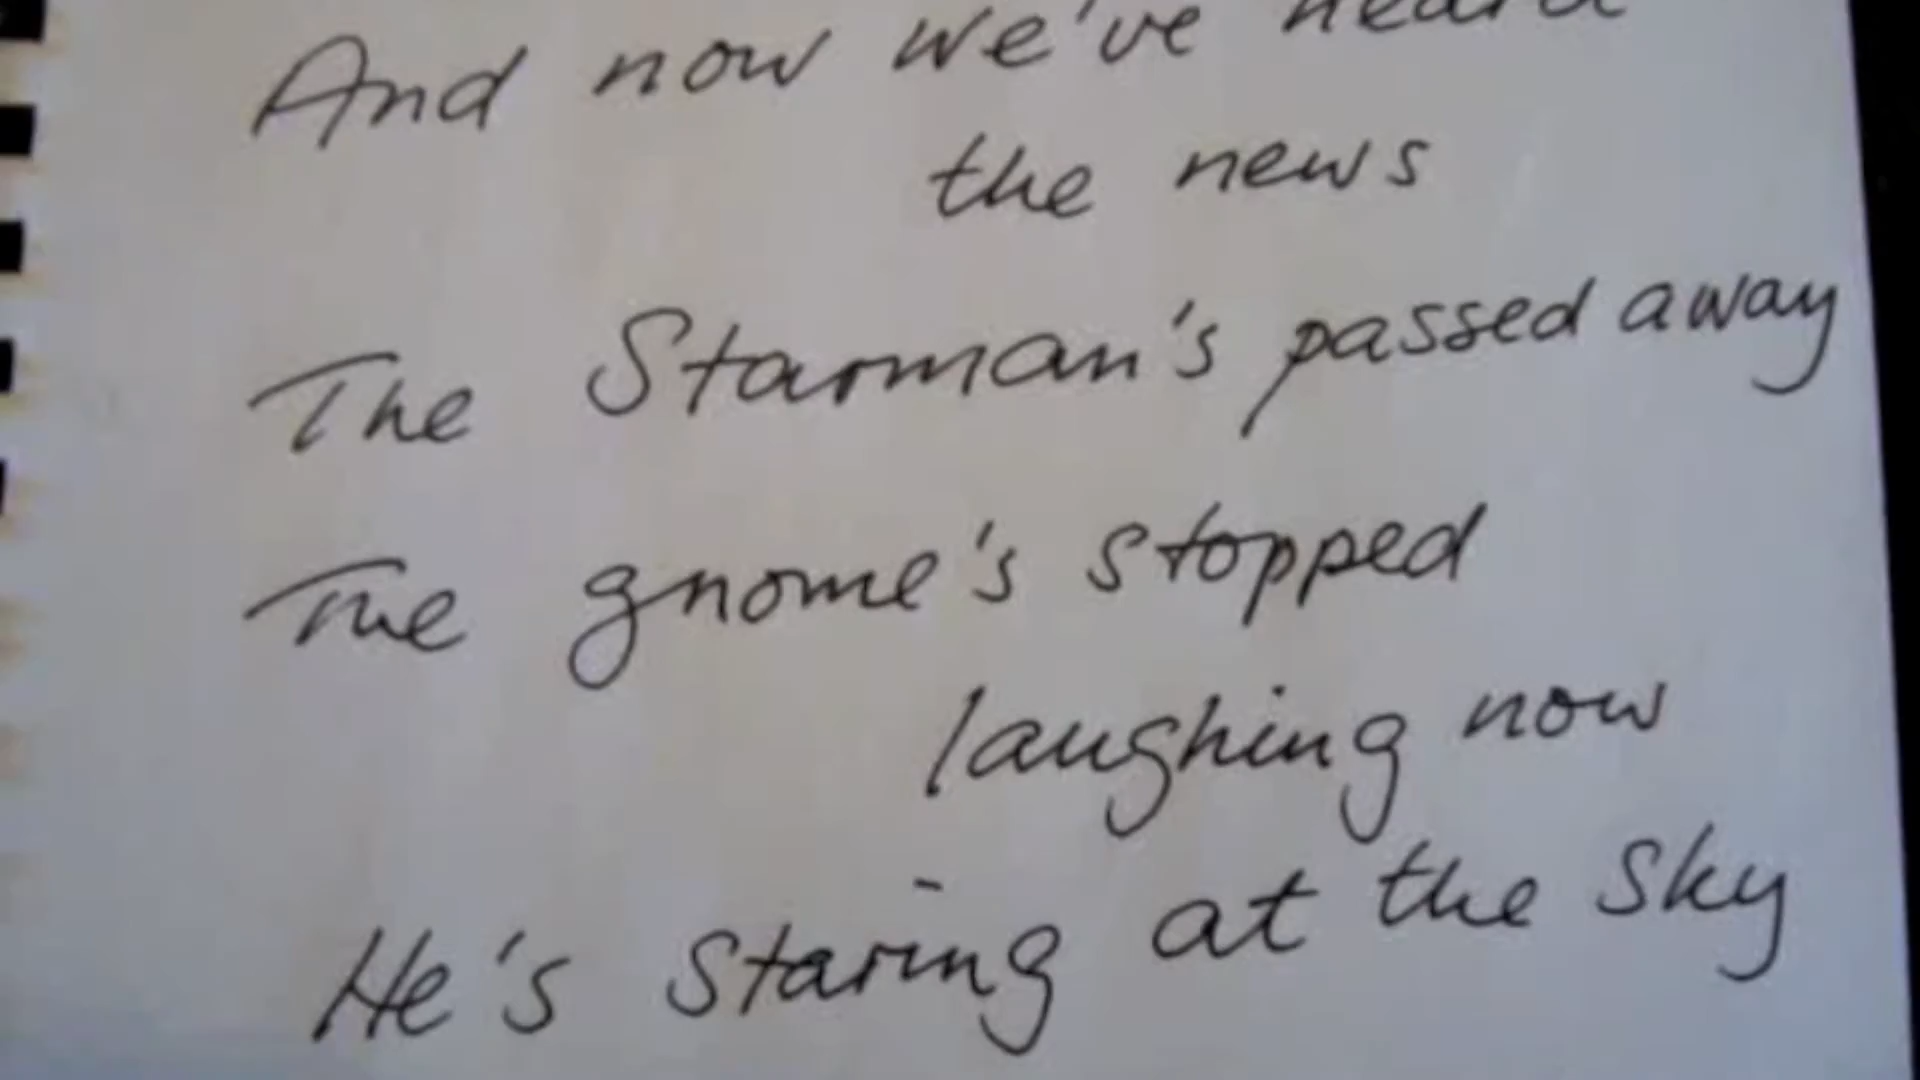 And now we've heard
the news
The Starman's passed away
The gnome's stopped
laughing now
He's staring at the sky